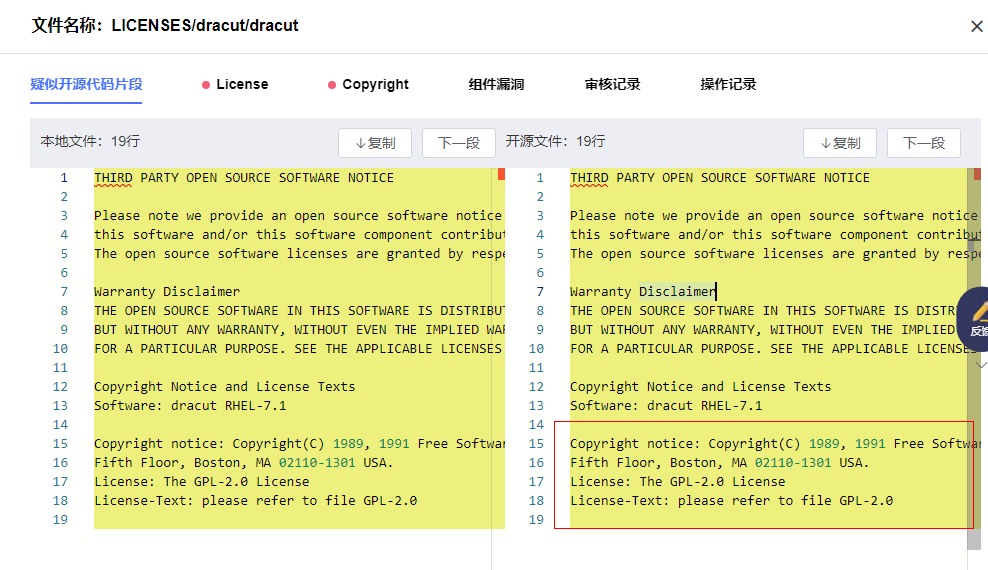 文件名称：LICENSES/dracut/dracut
疑似开源代码片段
License
Copyright
组件漏洞
审核记录
操作记录
本地文件：19行
↓复制
下一段
开源文件：19行
↓复制
下一段
1 THIRD PARTY OPEN SOURCE SOFTWARE NOTICE
2
3 Please note we provide an open source software notice
4 this software and/or this software component contribut
5 The open source software licenses are granted by respe
6
7 Warranty Disclaimer
8 THE OPEN SOURCE SOFTWARE IN THIS SOFTWARE IS DISTRIBUT
9 BUT WITHOUT ANY WARRANTY, WITHOUT EVEN THE IMPLIED WAR
10 FOR A PARTICULAR PURPOSE. SEE THE APPLICABLE LICENSES
11
12 Copyright Notice and License Texts
13 Software: dracut RHEL-7.1
14
15 Copyright notice: Copyright(C) 1989, 1991 Free Softwar
16 Fifth Floor, Boston, MA 02110-1301 USA.
17 License: The GPL-2.0 License
18 License-Text: please refer to file GPL-2.0
19
1 THIRD PARTY OPEN SOURCE SOFTWARE NOTICE
2
3 Please note we provide an open source software notice
4 this software and/or this software component contribut
5 The open source software licenses are granted by respe
6
7 Warranty Disclaimer
8 THE OPEN SOURCE SOFTWARE IN THIS SOFTWARE IS DISTR
9 BUT WITHOUT ANY WARRANTY, WITHOUT EVEN THE IMPLIED
10 FOR A PARTICULAR PURPOSE. SEE THE APPLICABLE LICENSES
11
12 Copyright Notice and License Texts
13 Software: dracut RHEL-7.1
14
15 Copyright notice: Copyright(C) 1989, 1991 Free Softwa
16 Fifth Floor, Boston, MA 02110-1301 USA.
17 License: The GPL-2.0 License
18 License-Text: please refer to file GPL-2.0
19